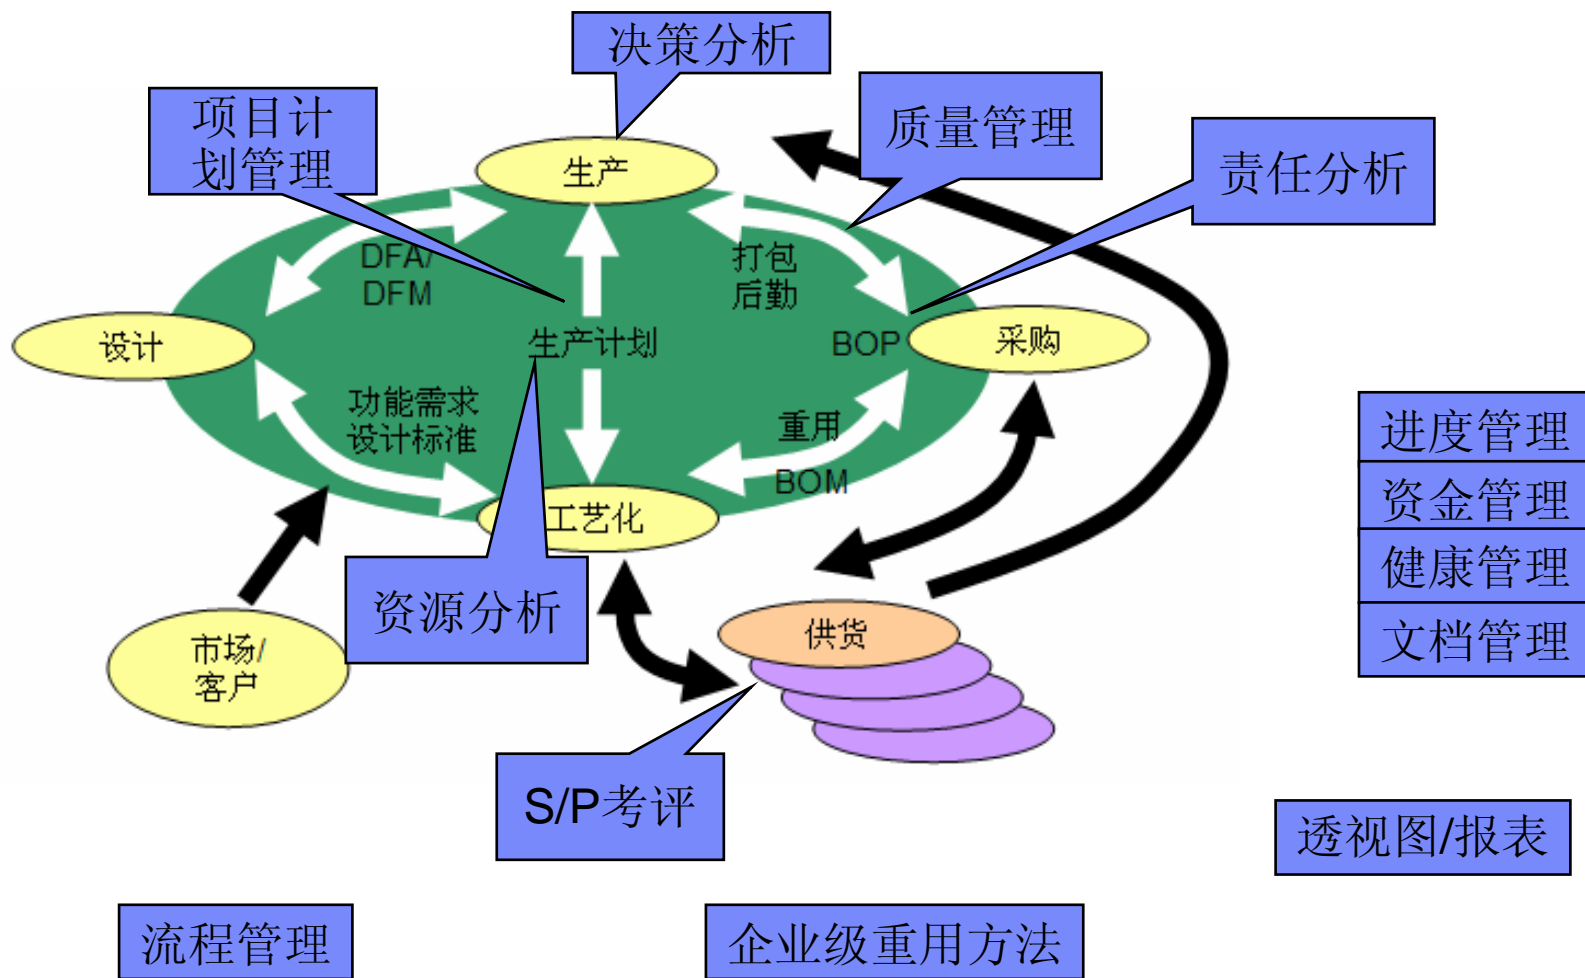 决策分析
项目计
划管理
质量管理
责任分析
生产
DFA/
DFM
打包
后勤
设计
生产计划
BOP
采购
功能需求
设计标准
重用
BOM
工艺化
进度管理
资金管理
健康管理
文档管理
资源分析
市场/
客户
供货
S/P考评
透视图/报表
流程管理
企业级重用方法